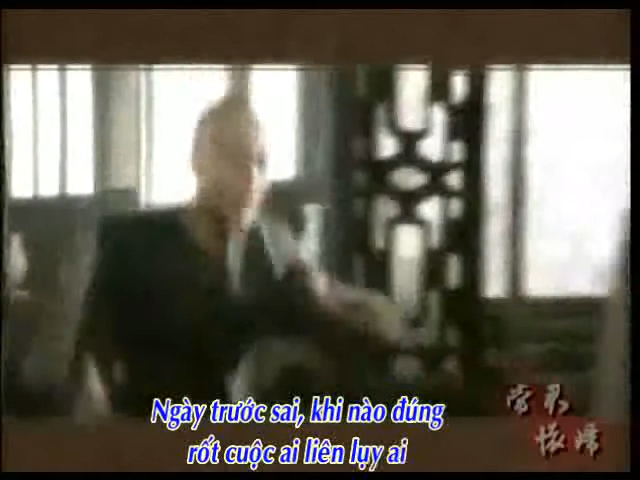 Ngày trước sai, khi nào đúng
rốt cuộc ai liên lụy ai